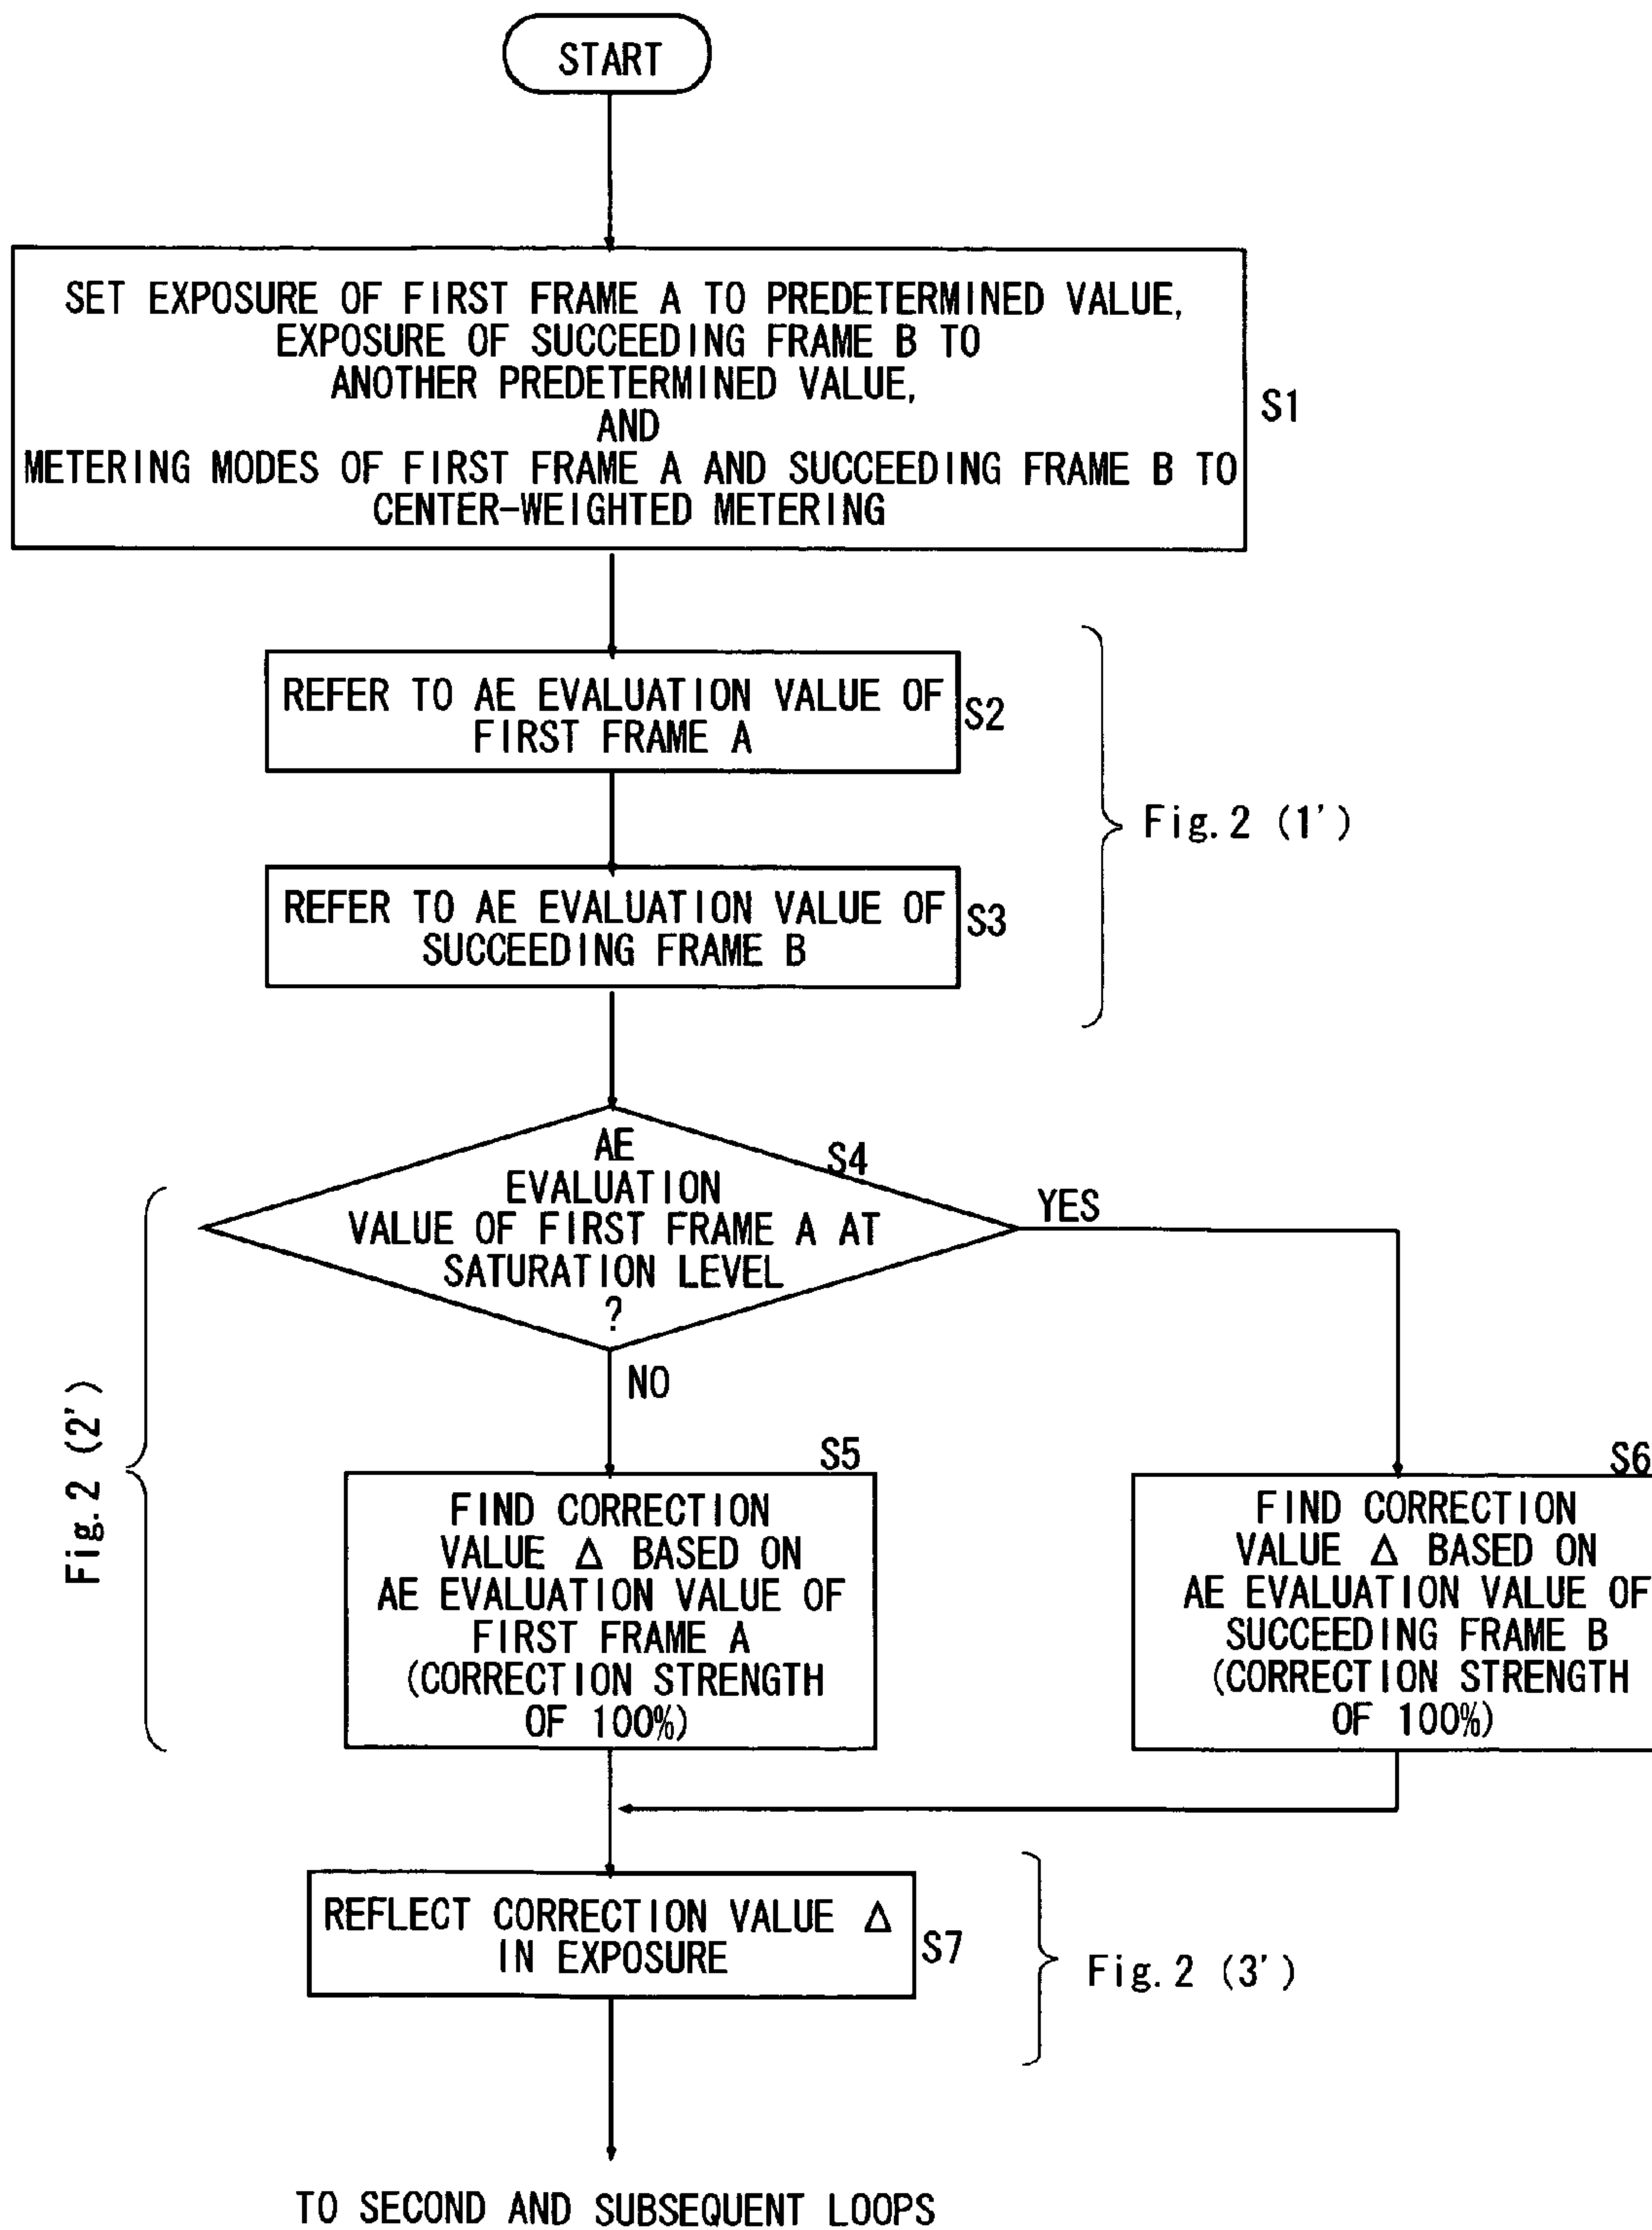 START
SET EXPOSURE OF FIRST FRAME A TO PREDETERMINED VALUE,
EXPOSURE OF SUCCEEDING FRAME B TO
ANOTHER PREDETERMINED VALUE,
AND
METERING MODES OF FIRST FRAME A AND SUCCEEDING FRAME B TO
CENTER-WEIGHTED METERING
S1
REFER TO AE EVALUATION VALUE OF
FIRST FRAME A
S2
REFER TO AE EVALUATION VALUE OF
SUCCEEDING FRAME B
S3
Fig.2 (1')
AE
EVALUATION
VALUE OF FIRST FRAME A AT
SATURATION LEVEL
?
S4
YES
NO
Fig.2 (2')
S5
FIND CORRECTION
VALUE Δ BASED ON
AE EVALUATION VALUE OF
FIRST FRAME A
(CORRECTION STRENGTH
OF 100%)
S6
FIND CORRECTION
VALUE Δ BASED ON
AE EVALUATION VALUE OF
SUCCEEDING FRAME B
(CORRECTION STRENGTH
OF 100%)
REFLECT CORRECTION VALUE Δ
IN EXPOSURE
S7
Fig.2 (3')
TO SECOND AND SUBSEQUENT LOOPS